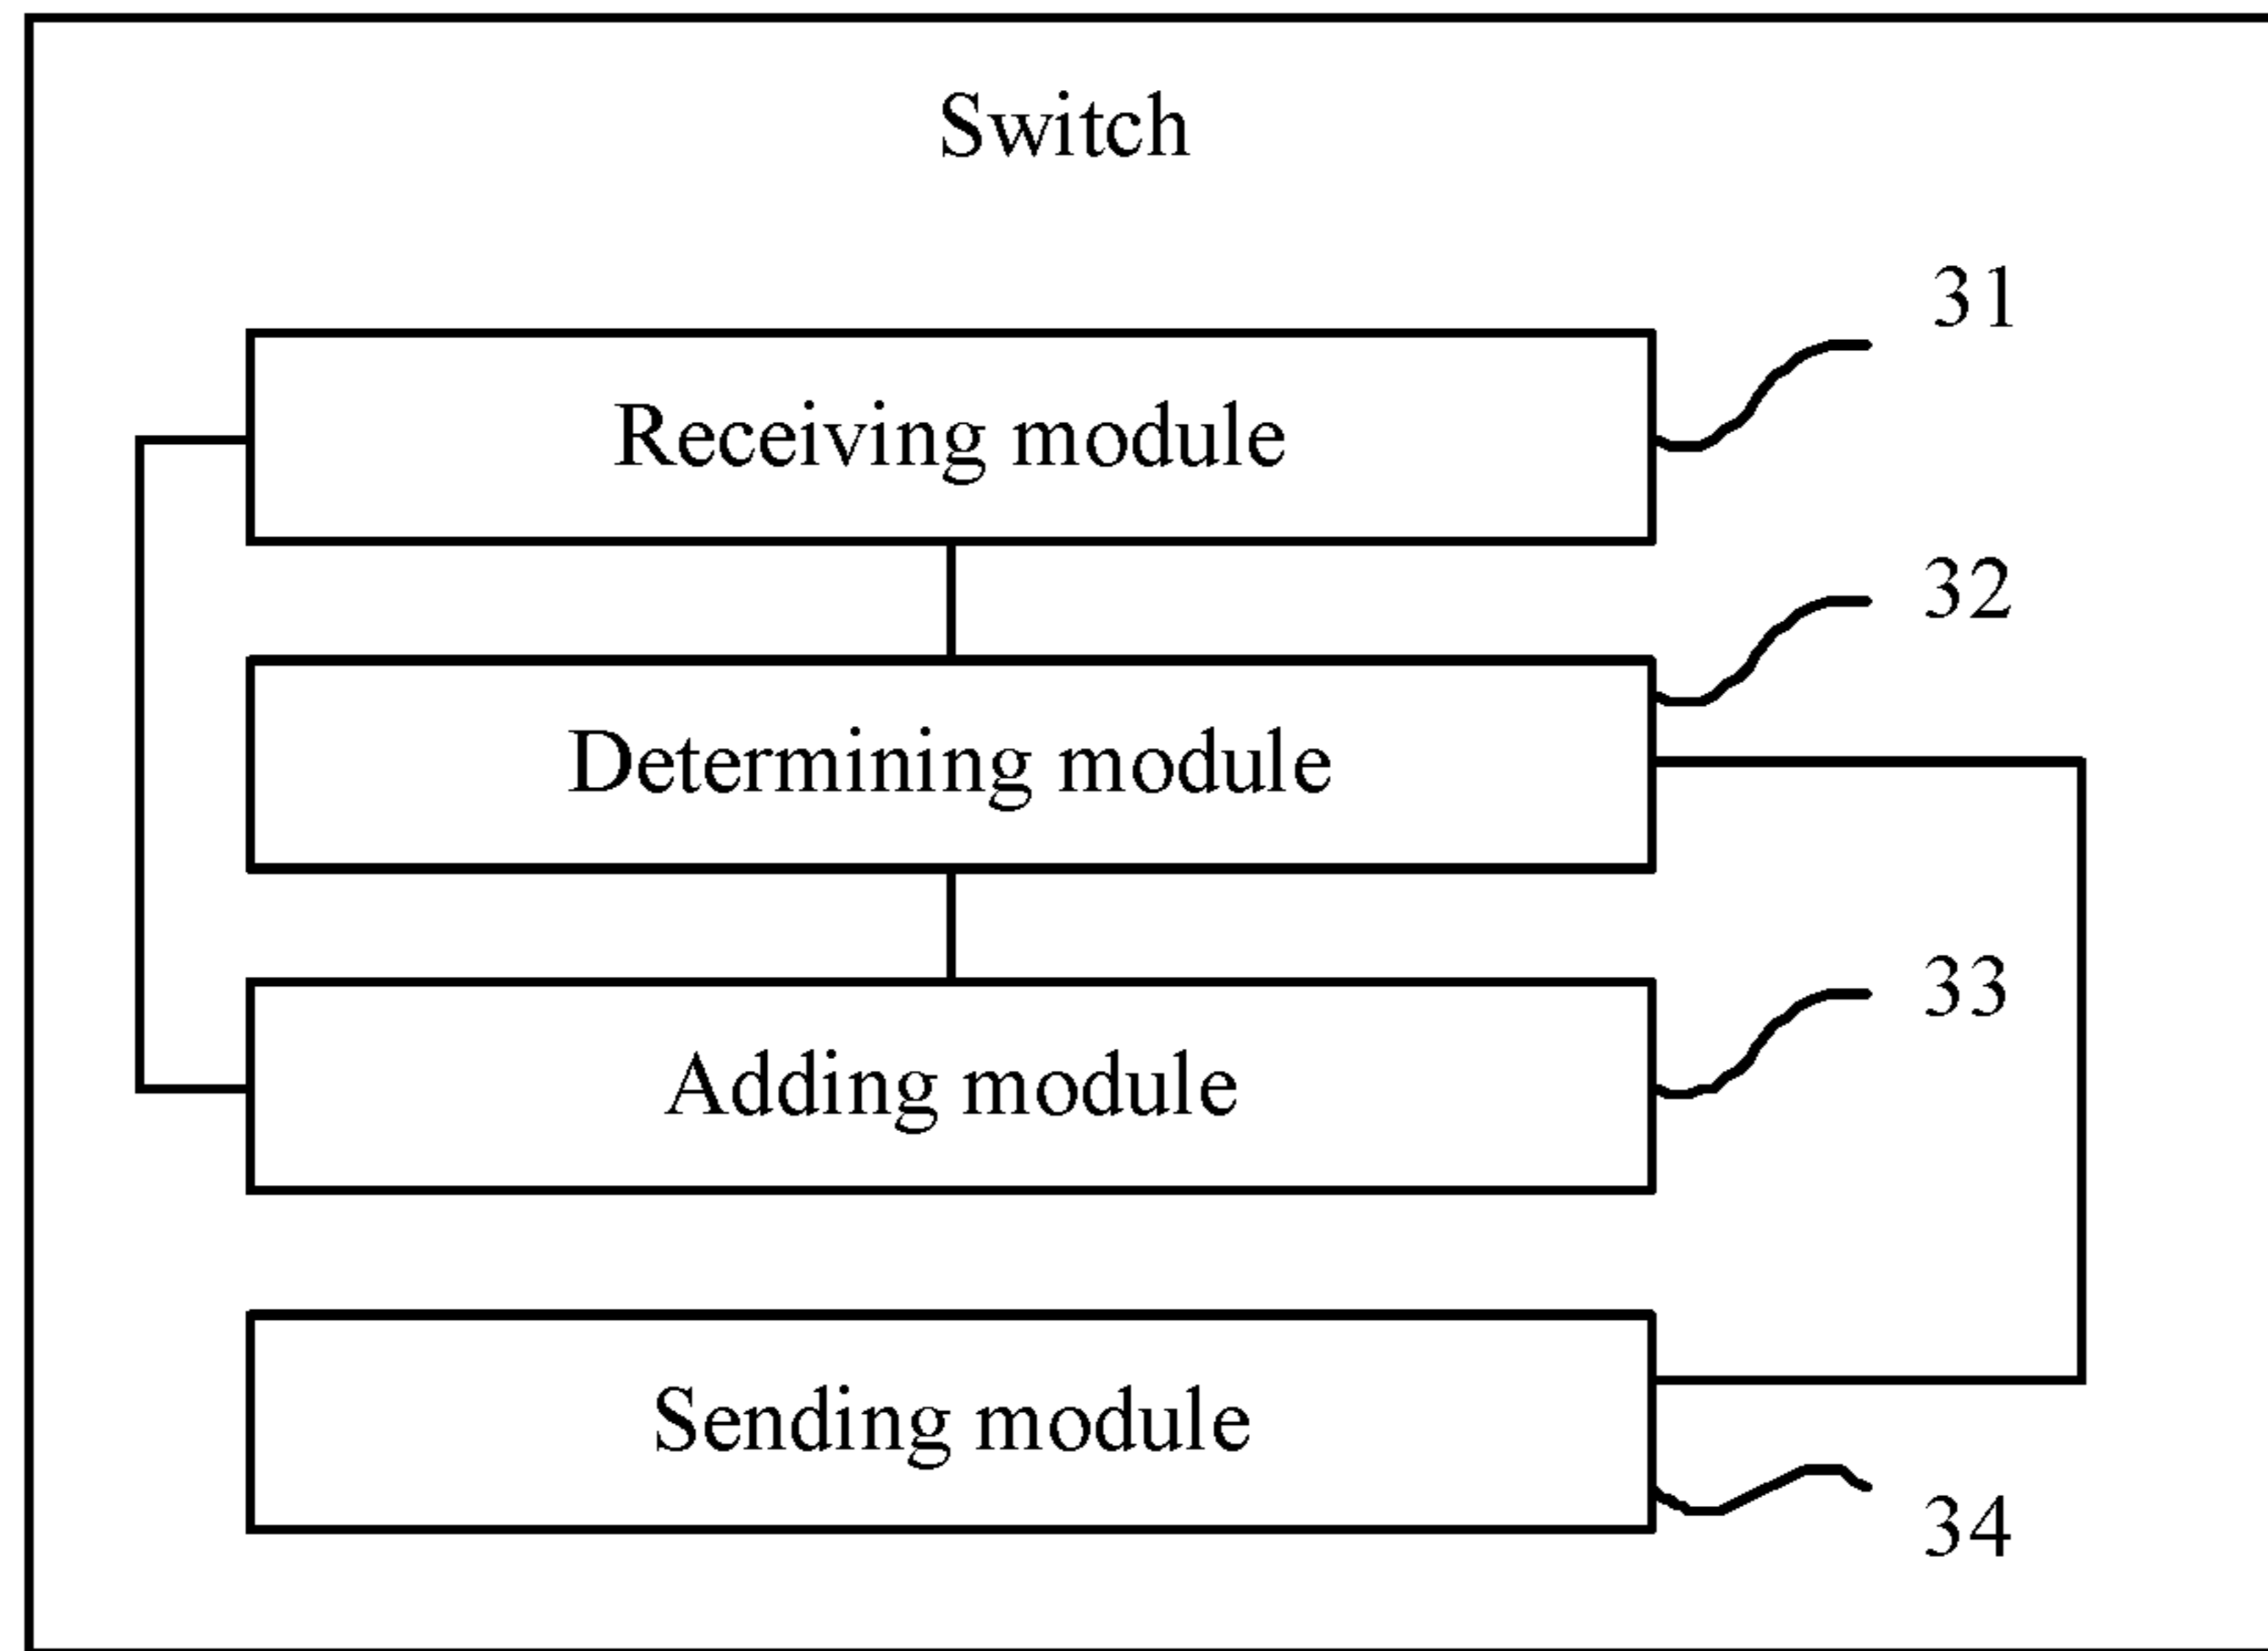 Switch
31
Receiving module
32
Determining module
33
Adding module
Sending module
34